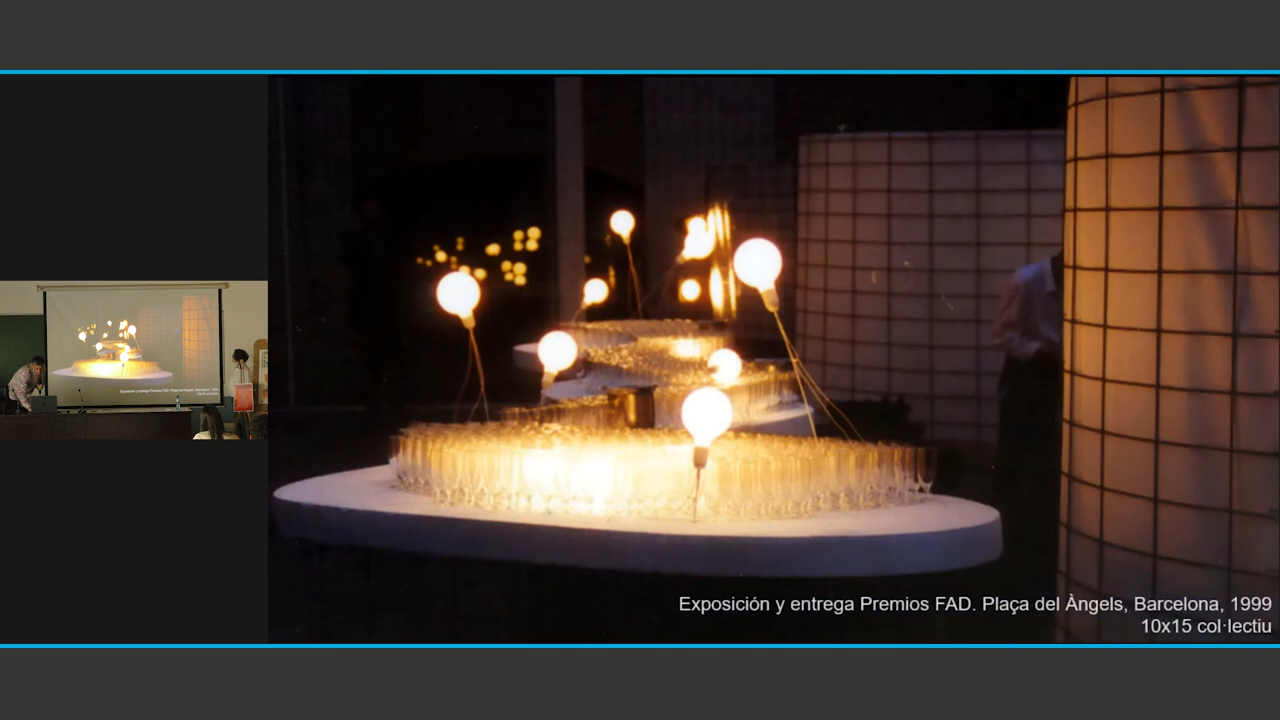 Exposición y entrega Premios FAD. Plaça del Àngels, Barcelona, 1999
10x15 col·lectiu